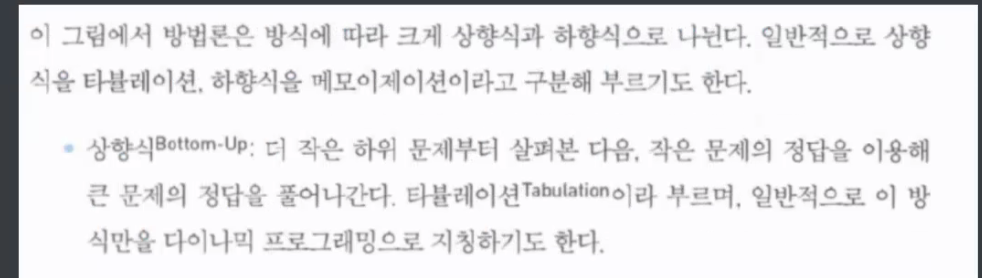 이 그림에서 방법론은 방식에 따라 크게 상향식과 하향식으로 나뉜다. 일반적으로 상향
식을 타뷸레이션, 하향식을 메모이제이션이라고 구분해 부르기도 한다.
• 상향식Bottom-Up: 더 작은 하위 문제부터 살펴본 다음, 작은 문제의 정답을 이용해
큰 문제의 정답을 풀어나간다. 타뷸레이션Tabulation이라 부르며, 일반적으로 이 방
식만을 다이나믹 프로그래밍으로 지칭하기도 한다.